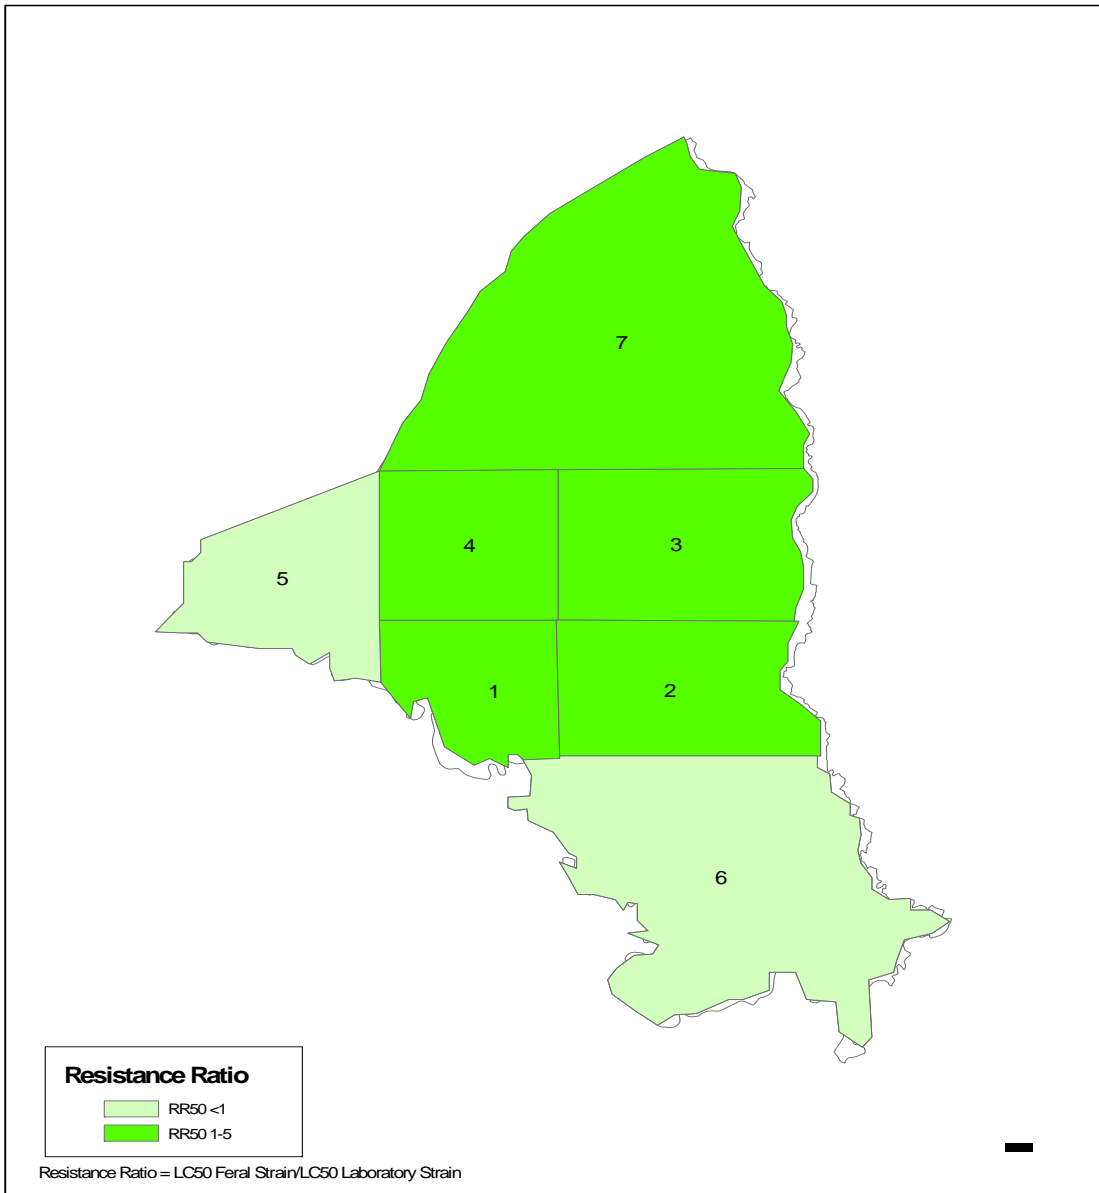 7
4
3
5
1
2
6
Resistance Ratio
RR50 <1
RR50 1-5
Resistance Ratio = LC50 Feral Strain/LC50 Laboratory Strain